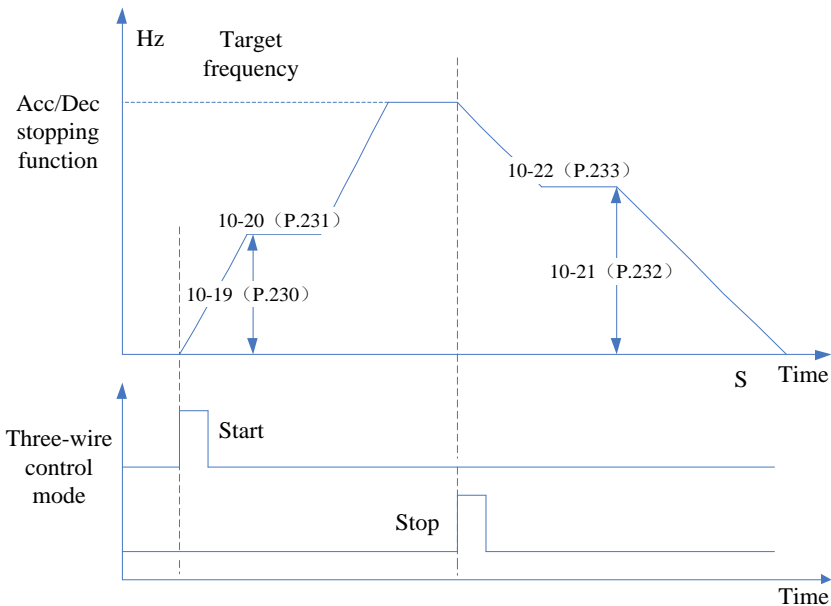 Hz
Target
frequency
Acc/Dec
stopping
function
10-22（P.233）
10-20（P.231）
10-21（P.232）
10-19（P.230）
S
Time
Three-wire
control
mode
Start
Stop
Time